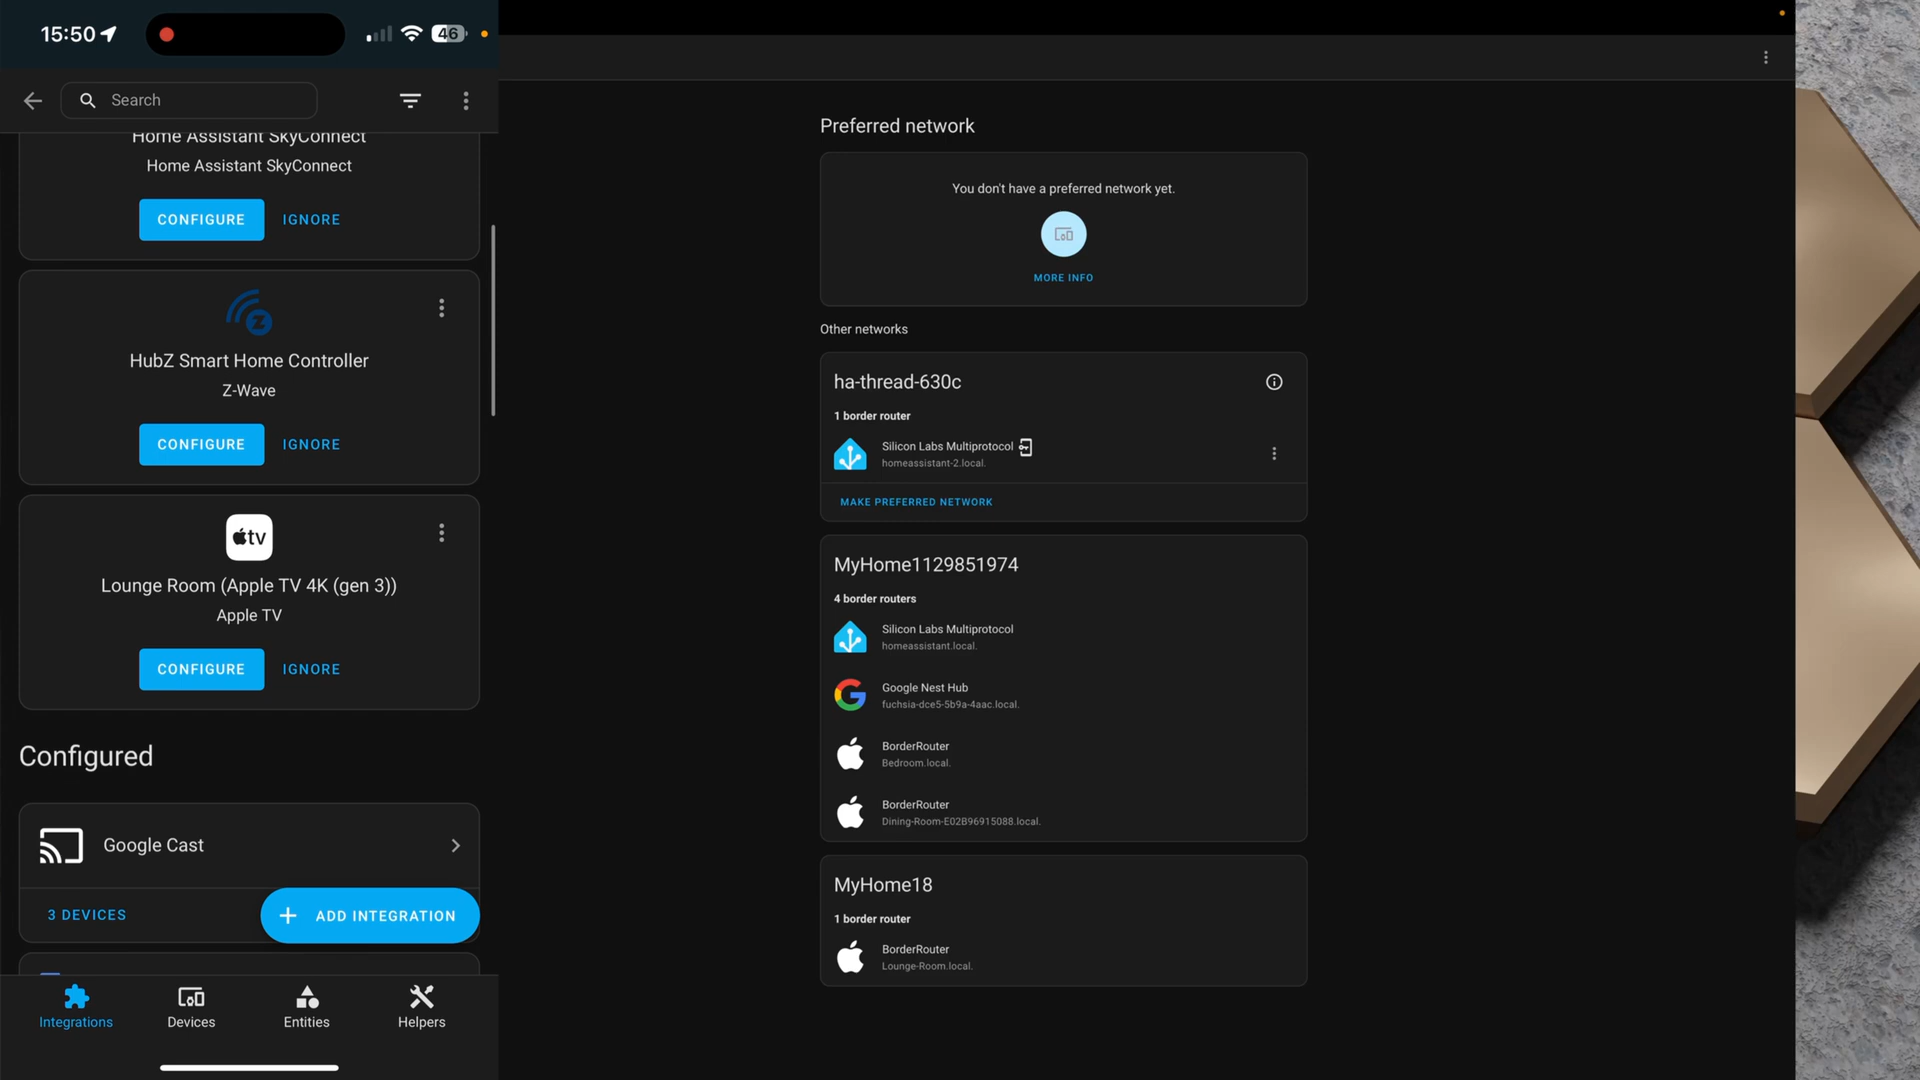 15:50
46
Search
Home Assistant SkyConnect
Home Assistant SkyConnect
CONFIGURE
IGNORE
HubZ Smart Home Controller
Z-Wave
CONFIGURE
IGNORE
tv
Lounge Room (Apple TV 4K (gen 3))
Apple TV
CONFIGURE
IGNORE
Configured
Google Cast
3 DEVICES
ADD INTEGRATION
Integrations
Devices
Entities
Helpers
Preferred network
You don't have a preferred network yet.
MORE INFO
Other networks
ha-thread-630c
1 border router
Silicon Labs Multiprotocol
homeassistant-2.local.
MAKE PREFERRED NETWORK
MyHome1129851974
4 border routers
Silicon Labs Multiprotocol
homeassistant.local.
Google Nest Hub
fuchsia-dce5-5b9a-4aac.local.
BorderRouter
Bedroom.local.
BorderRouter
Dining-Room-E02B96915088.local.
MyHome18
1 border router
BorderRouter
Lounge-Room.local.